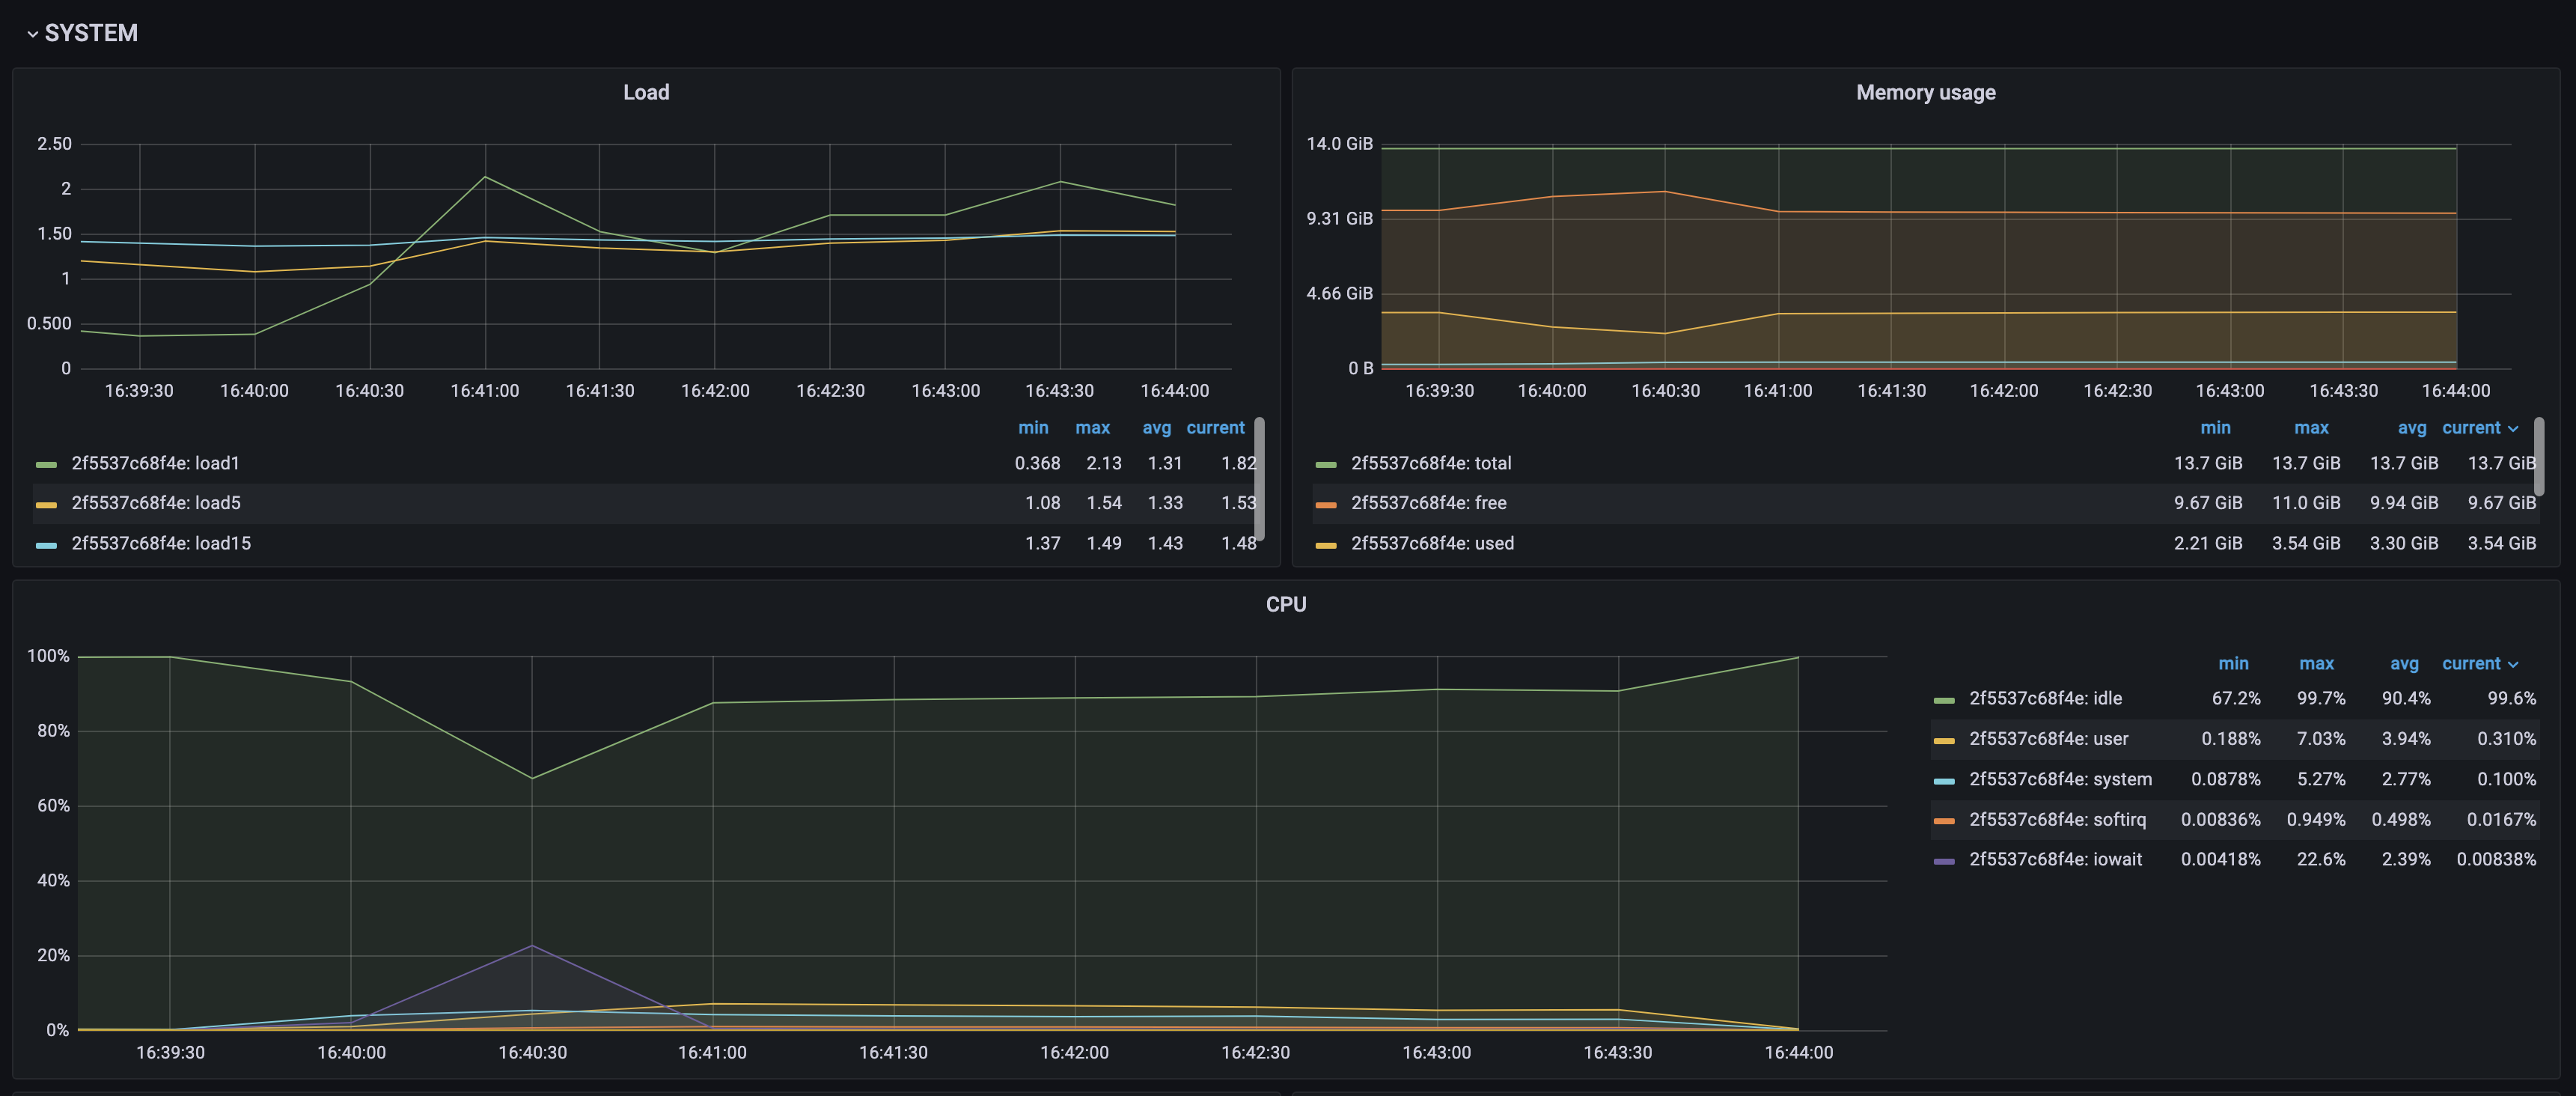 SYSTEM
Load
2.50
2
1.50
1
0.500
0
16:39:30 16:40:00 16:40:30 16:41:00 16:41:30 16:42:00 16:42:30 16:43:00 16:43:30 16:44:00
min max avg current
2f5537c68f4e: load1 0.368 2.13 1.31 1.82
2f5537c68f4e: load5 1.08 1.54 1.33 1.53
2f5537c68f4e: load15 1.37 1.49 1.43 1.48
Memory usage
14.0 GiB
9.31 GiB
4.66 GiB
0 B
16:39:30 16:40:00 16:40:30 16:41:00 16:41:30 16:42:00 16:42:30 16:43:00 16:43:30 16:44:00
min max avg current
2f5537c68f4e: total 13.7 GiB 13.7 GiB 13.7 GiB 13.7 GiB
2f5537c68f4e: free 9.67 GiB 11.0 GiB 9.94 GiB 9.67 GiB
2f5537c68f4e: used 2.21 GiB 3.54 GiB 3.30 GiB 3.54 GiB
CPU
100%
80%
60%
40%
20%
0%
16:39:30 16:40:00 16:40:30 16:41:00 16:41:30 16:42:00 16:42:30 16:43:00 16:43:30 16:44:00
min max avg current
2f5537c68f4e: idle 67.2% 99.7% 90.4% 99.6%
2f5537c68f4e: user 0.188% 7.03% 3.94% 0.310%
2f5537c68f4e: system 0.0878% 5.27% 2.77% 0.100%
2f5537c68f4e: softirq 0.00836% 0.949% 0.498% 0.0167%
2f5537c68f4e: iowait 0.00418% 22.6% 2.39% 0.00838%